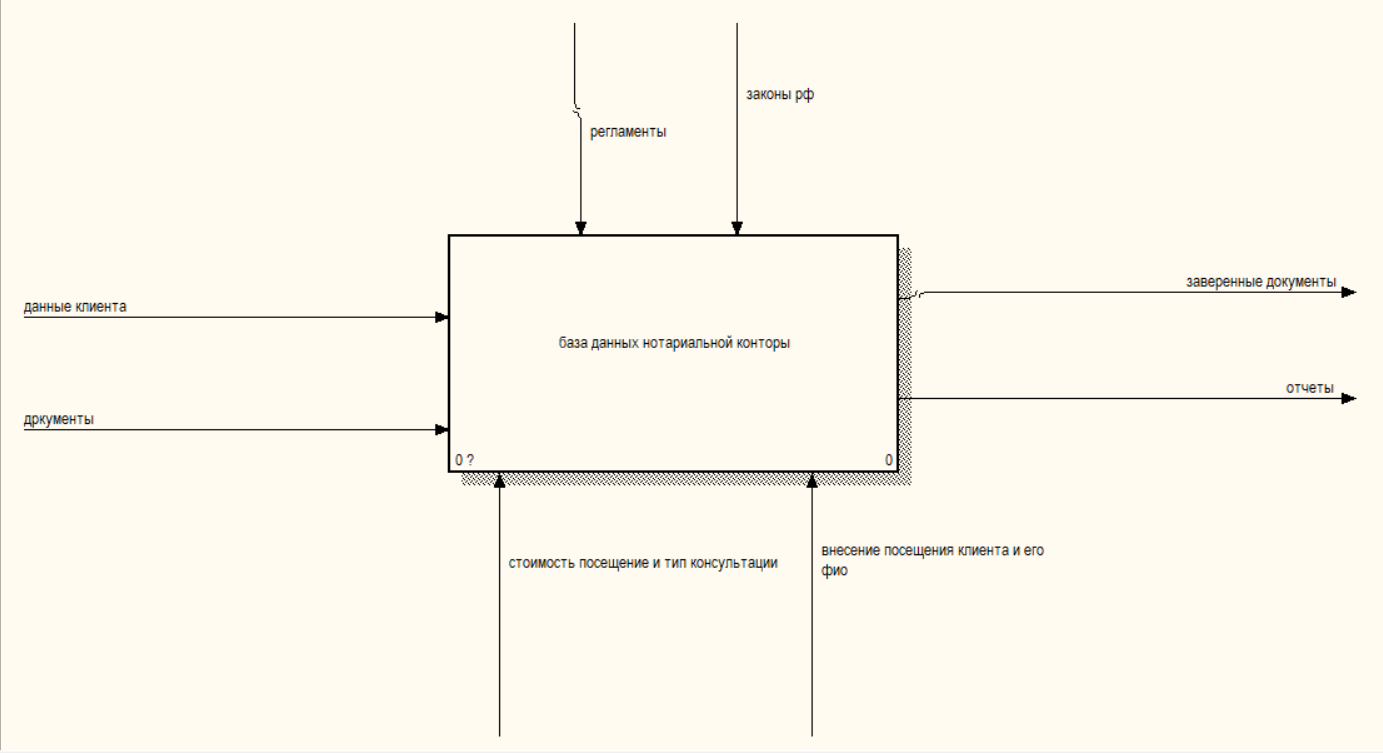 законы рф
регламенты
заверенные документы
данные клиента
база данных нотариальной конторы
отчеты
дркументы
0 ?
0
стоимость посещение и тип консультации
внесение посещения клиента и его
фио